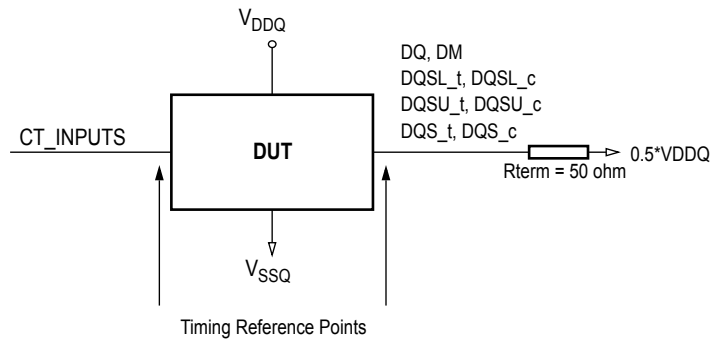 VDDQ
DQ, DM
DQSL_t, DQSL_c
DQSU_t, DQSU_c
DQS_t, DQS_c
CT_INPUTS
DUT
0.5*VDDQ
Rterm = 50 ohm
VSSQ
Timing Reference Points